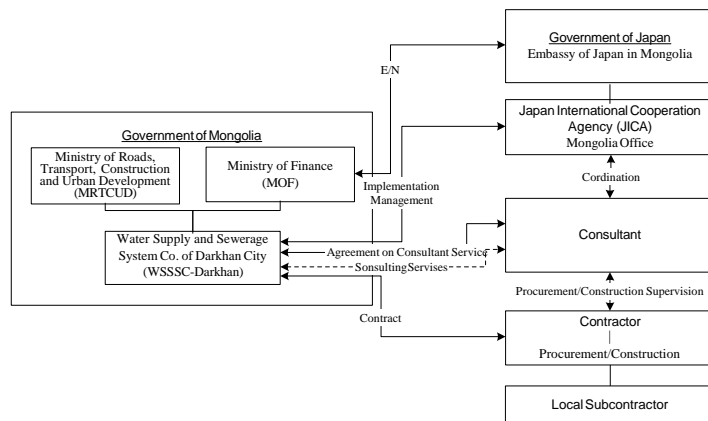 Government of Japan
Embassy of Japan in Mongolia
E/N
Japan International Cooperation
Agency (JICA)
Mongolia Office
Government of Mongolia
Ministry of Roads,
Transport, Construction
and Urban Development
(MRTCUD)
Ministry of Finance
(MOF)
Implementation
Management
Cordination
Water Supply and Sewerage
System Co. of Darkhan City
(WSSSC-Darkhan)
Consultant
Agreement on Consultant Service
Sonsulting Servises
Procurement/Construction Supervision
Contract
Contractor
Procurement/Construction
Local Subcontractor